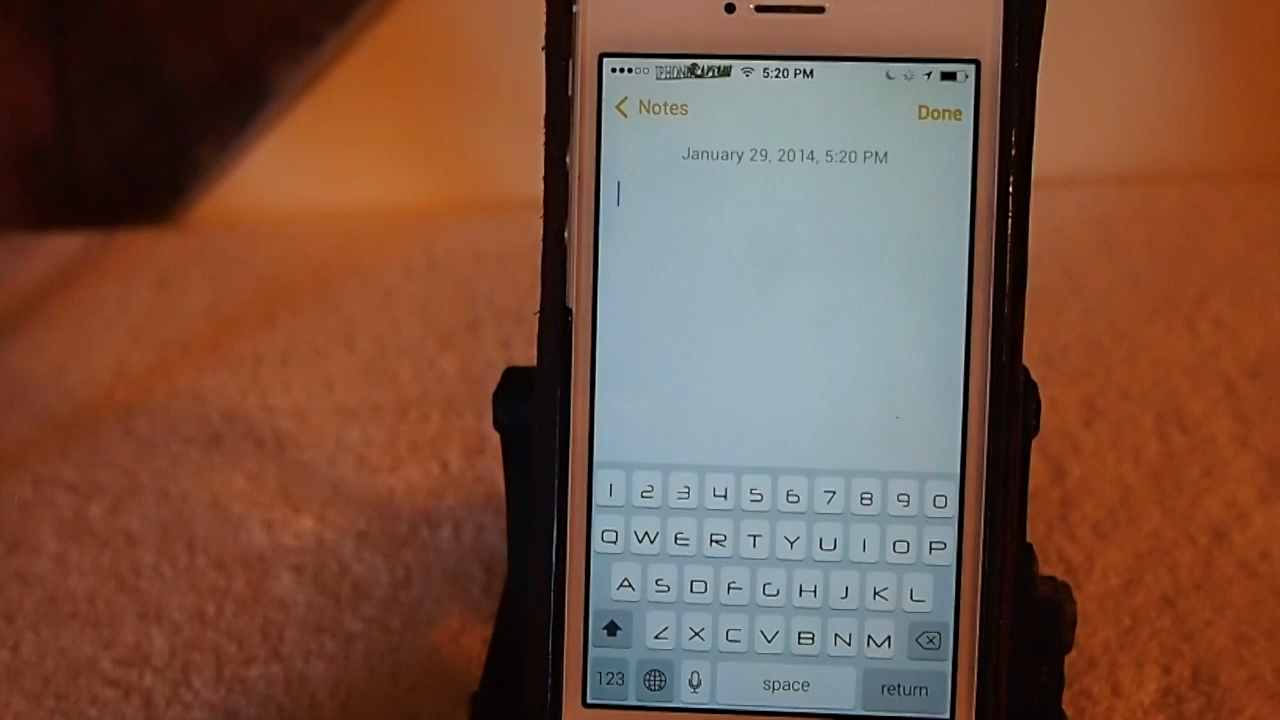 5:20 PM
Notes
Done
January 29, 2014, 5:20 PM
1 2 3 4 5 6 7 8 9 0
Q W E R T Y U I O P
A S D F G H J K L
Z X C V B N M
123 space return